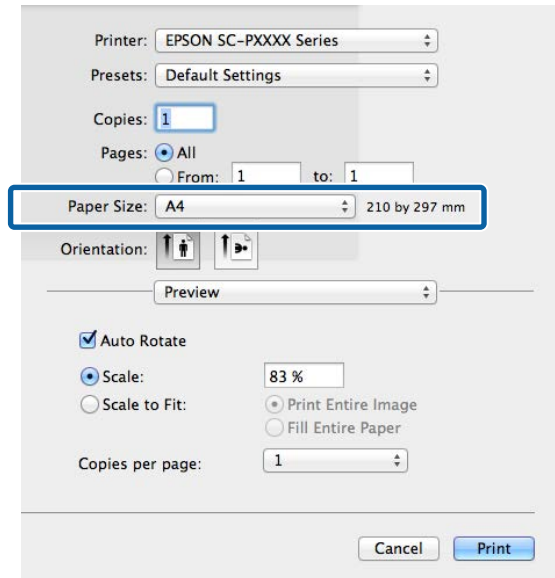 Printer: EPSON SC-PXXXX Series
Presets: Default Settings
Copies: 1
Pages: All
From: 1 to: 1
Paper Size: A4 210 by 297 mm
Orientation:
Preview
Auto Rotate
Scale: 83 %
Scale to Fit: Print Entire Image
Fill Entire Paper
Copies per page: 1
Cancel Print